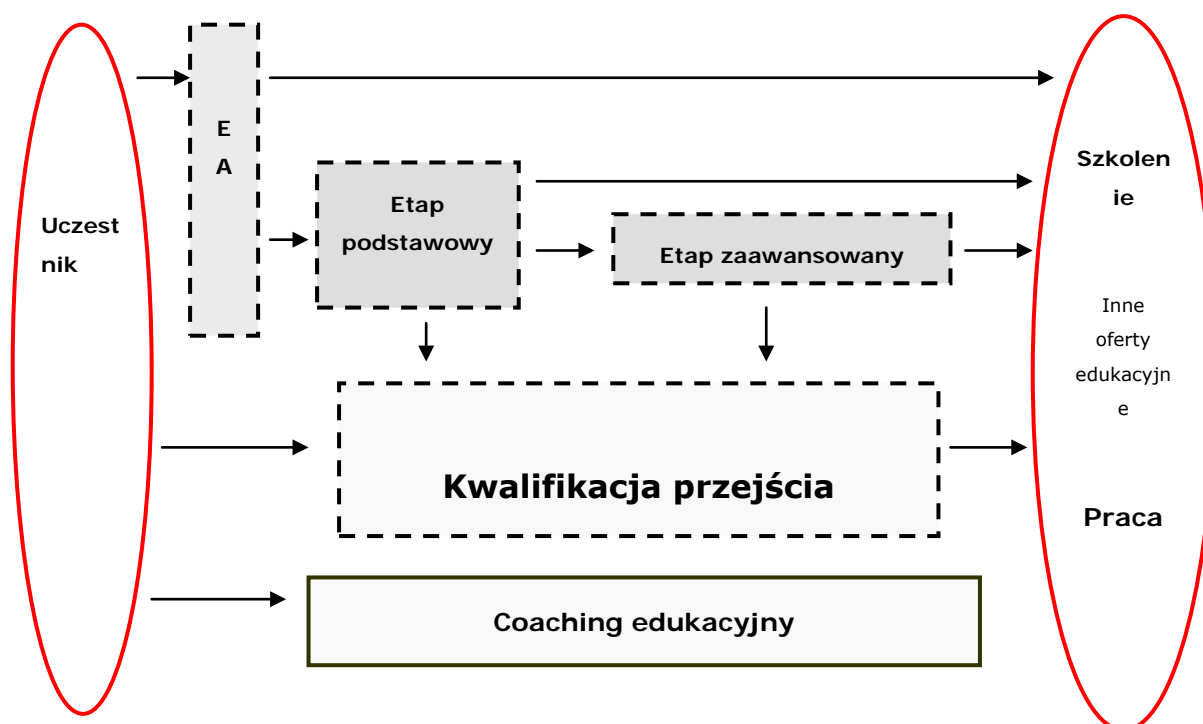 Uczest
nik
E
A
Etap
podstawowy
Etap zaawansowany
Kwalifikacja przejścia
Coaching edukacyjny
Szkolen
ie
Inne
oferty
edukacyjn
e
Praca